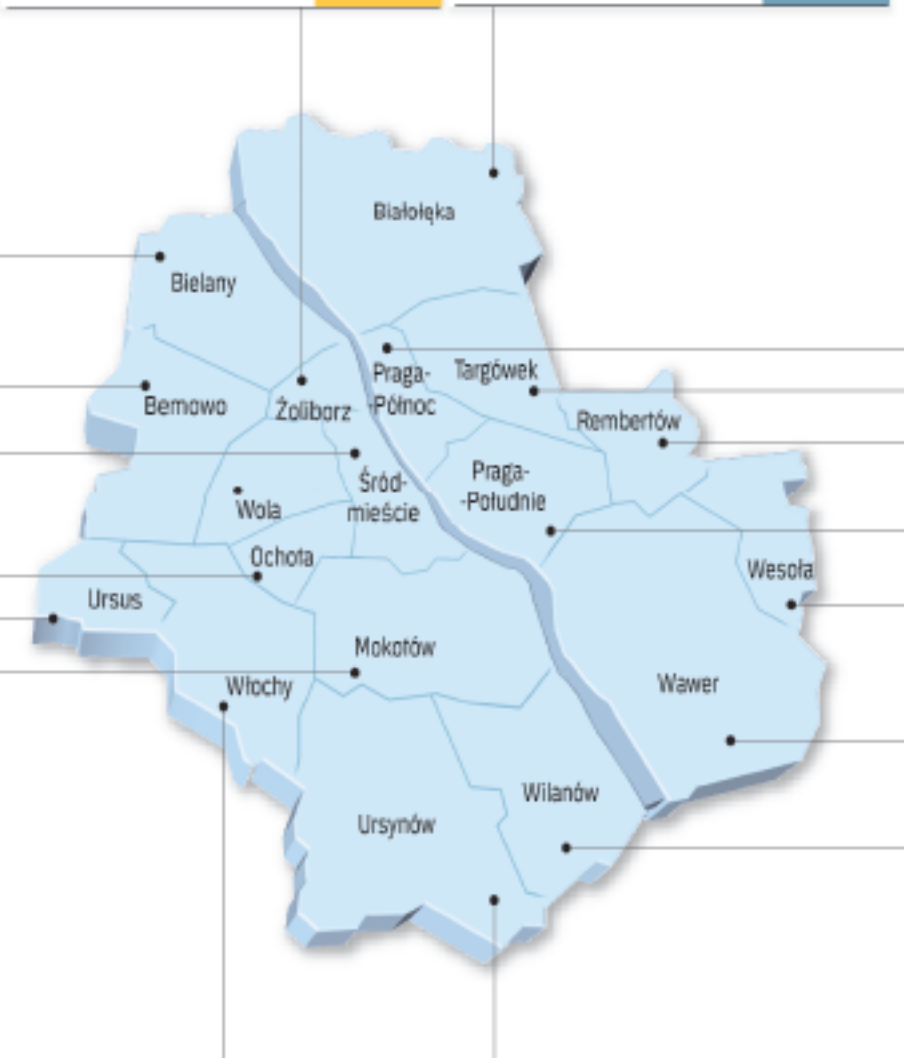 Białołęka
Bielany
Targówek
Praga-
-Północ
Bemowo
Żoliborz
Rembertów
Praga-
-Południe
Śród-
mieście
Wola
Ochota
Wesoła
Ursus
Mokotów
Włochy
Wawer
Wilanów
Ursynów